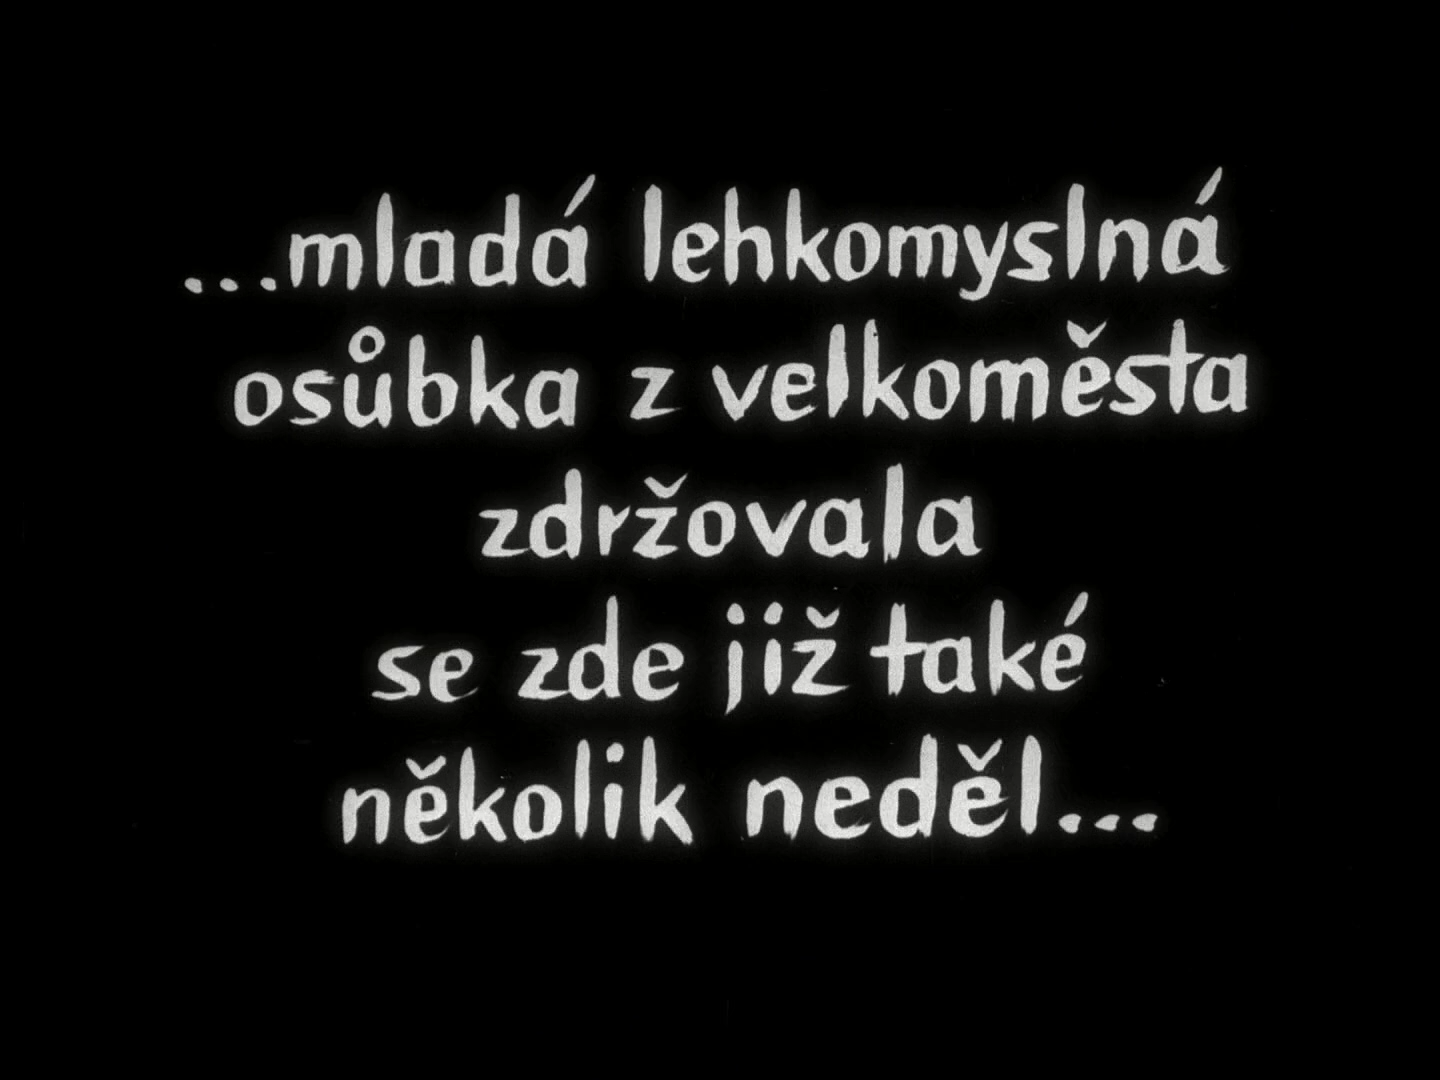 ...mladá lehkomyslná
osůbka z velkoměsta
zdržovala
se zde již také
několik neděl...